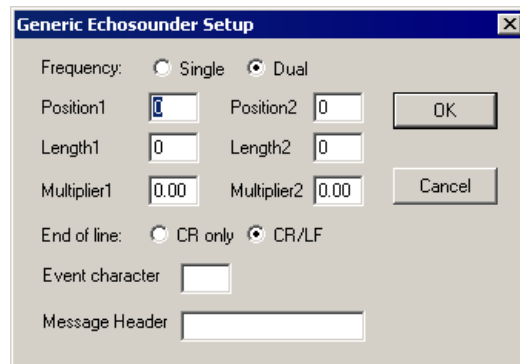 Generic Echosounder Setup
Frequency: Single Dual
Position1 0 Position2 0 OK
Length1 0 Length2 0
Multiplier1 0.00 Multiplier2 0.00 Cancel
End of line: CR only CR/LF
Event character
Message Header